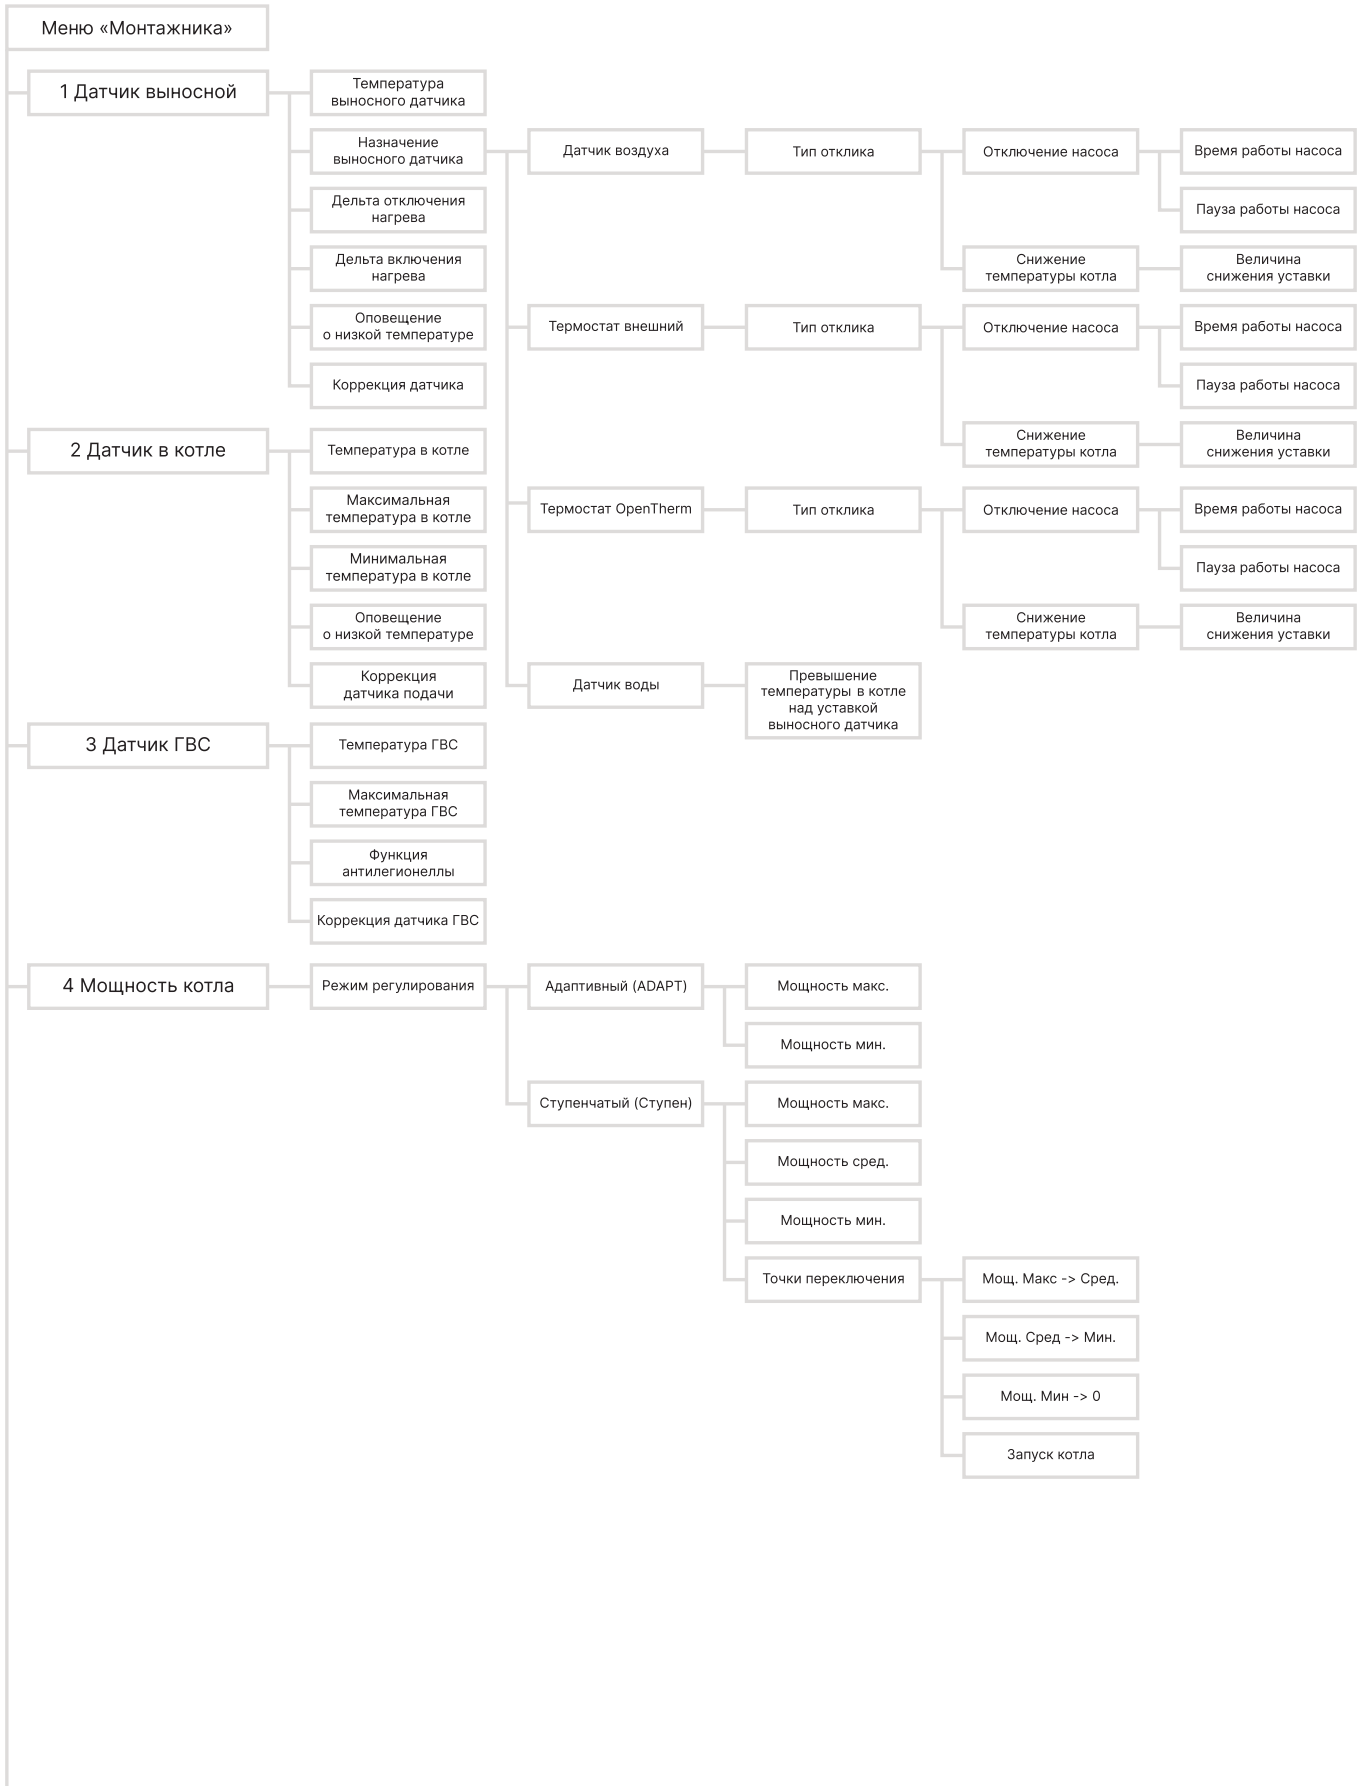 Меню «Монтажника»
1 Датчик выносной
Температура
выносного датчика
Назначение
выносного датчика
Датчик воздуха
Тип отклика
Отключение насоса
Время работы насоса
Пауза работы насоса
Снижение
температуры котла
Величина
снижения уставки
Термостат внешний
Тип отклика
Отключение насоса
Время работы насоса
Пауза работы насоса
Снижение
температуры котла
Величина
снижения уставки
Термостат OpenTherm
Тип отклика
Отключение насоса
Время работы насоса
Пауза работы насоса
Снижение
температуры котла
Величина
снижения уставки
Датчик воды
Превышение
температуры в котле
над уставкой
выносного датчика
Дельта отключения
нагрева
Дельта включения
нагрева
Оповещение
о низкой температуре
Коррекция датчика
2 Датчик в котле
Температура в котле
Максимальная
температура в котле
Минимальная
температура в котле
Оповещение
о низкой температуре
Коррекция
датчика подачи
3 Датчик ГВС
Температура ГВС
Максимальная
температура ГВС
Функция
антилегионеллы
Коррекция датчика ГВС
4 Мощность котла
Режим регулирования
Адаптивный (ADAPT)
Мощность макс.
Мощность мин.
Ступенчатый (Ступен)
Мощность макс.
Мощность сред.
Мощность мин.
Точки переключения
Мощ. Макс -> Сред.
Мощ. Сред -> Мин.
Мощ. Мин -> 0
Запуск котла